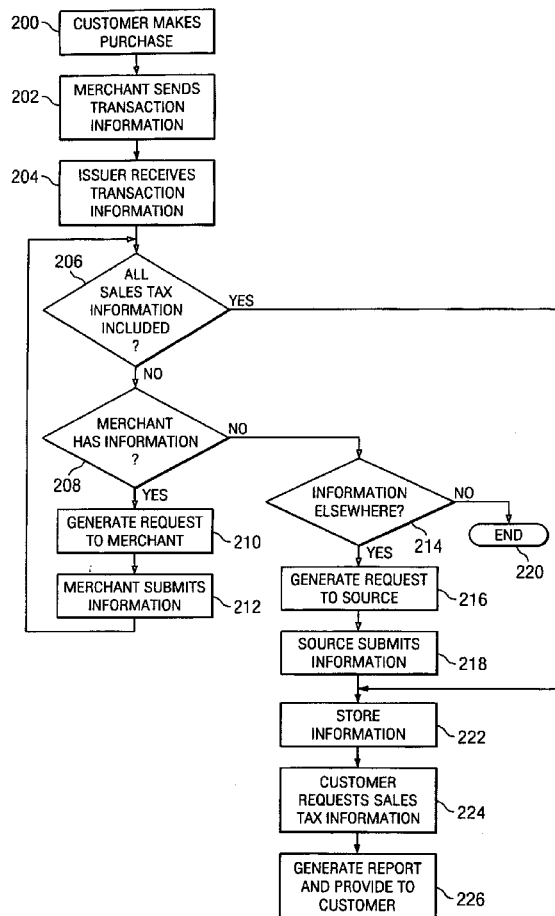 200
CUSTOMER MAKES
PURCHASE
202
MERCHANT SENDS
TRANSACTION
INFORMATION
204
ISSUER RECEIVES
TRANSACTION
INFORMATION
206
ALL
SALES TAX
INFORMATION
INCLUDED
?
YES
NO
MERCHANT
HAS INFORMATION
?
208
NO
YES
INFORMATION
ELSEWHERE?
214
NO
END
220
YES
GENERATE REQUEST
TO MERCHANT
210
MERCHANT SUBMITS
INFORMATION
212
GENERATE REQUEST
TO SOURCE
216
SOURCE SUBMITS
INFORMATION
218
STORE
INFORMATION
222
CUSTOMER
REQUESTS SALES
TAX INFORMATION
224
GENERATE REPORT
AND PROVIDE TO
CUSTOMER
226